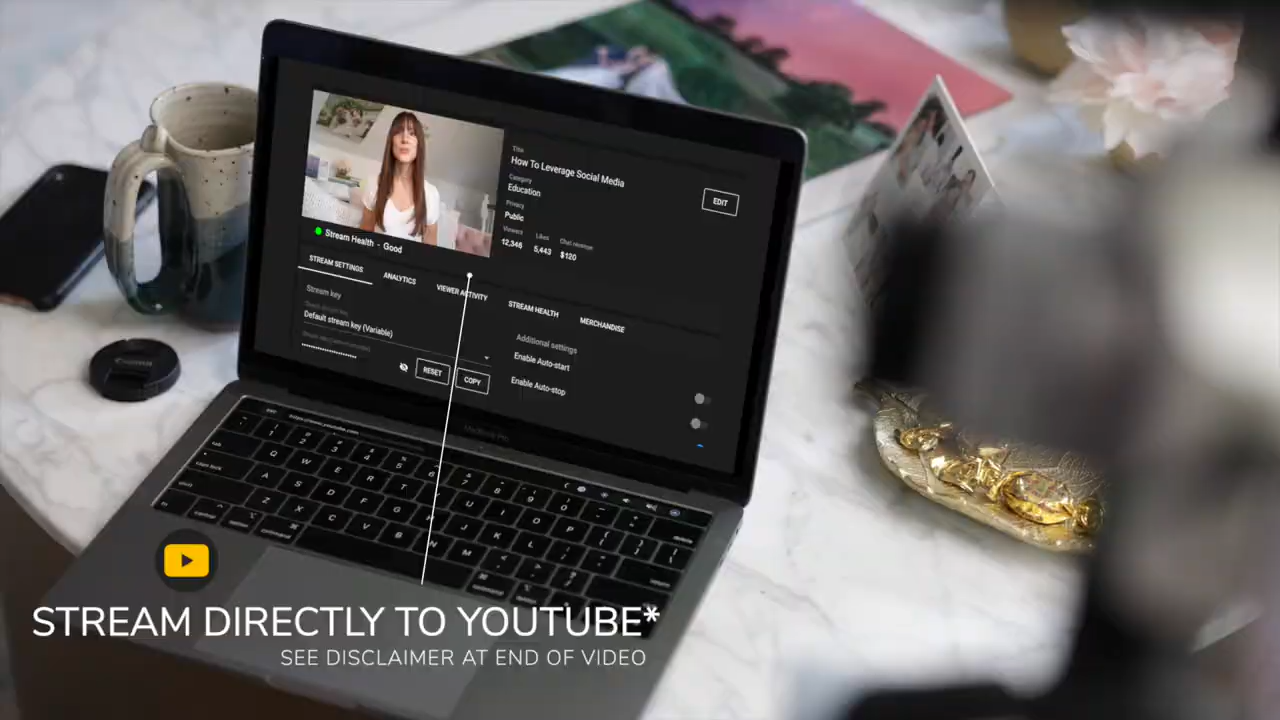 Title
How To Leverage Social Media
Category
Education
EDIT
Privacy
Public
Viewers Likes Chat revenue
12,346 5,443 $120
Stream Health - Good
STREAM SETTINGS ANALYTICS VIEWER ACTIVITY STREAM HEALTH MERCHANDISE
Stream key
Additional settings
Default stream key (Variable)
Enable Auto-start
RESET COPY
Enable Auto-stop
MacBook Pro
Canon
STREAM DIRECTLY TO YOUTUBE*
SEE DISCLAIMER AT END OF VIDEO